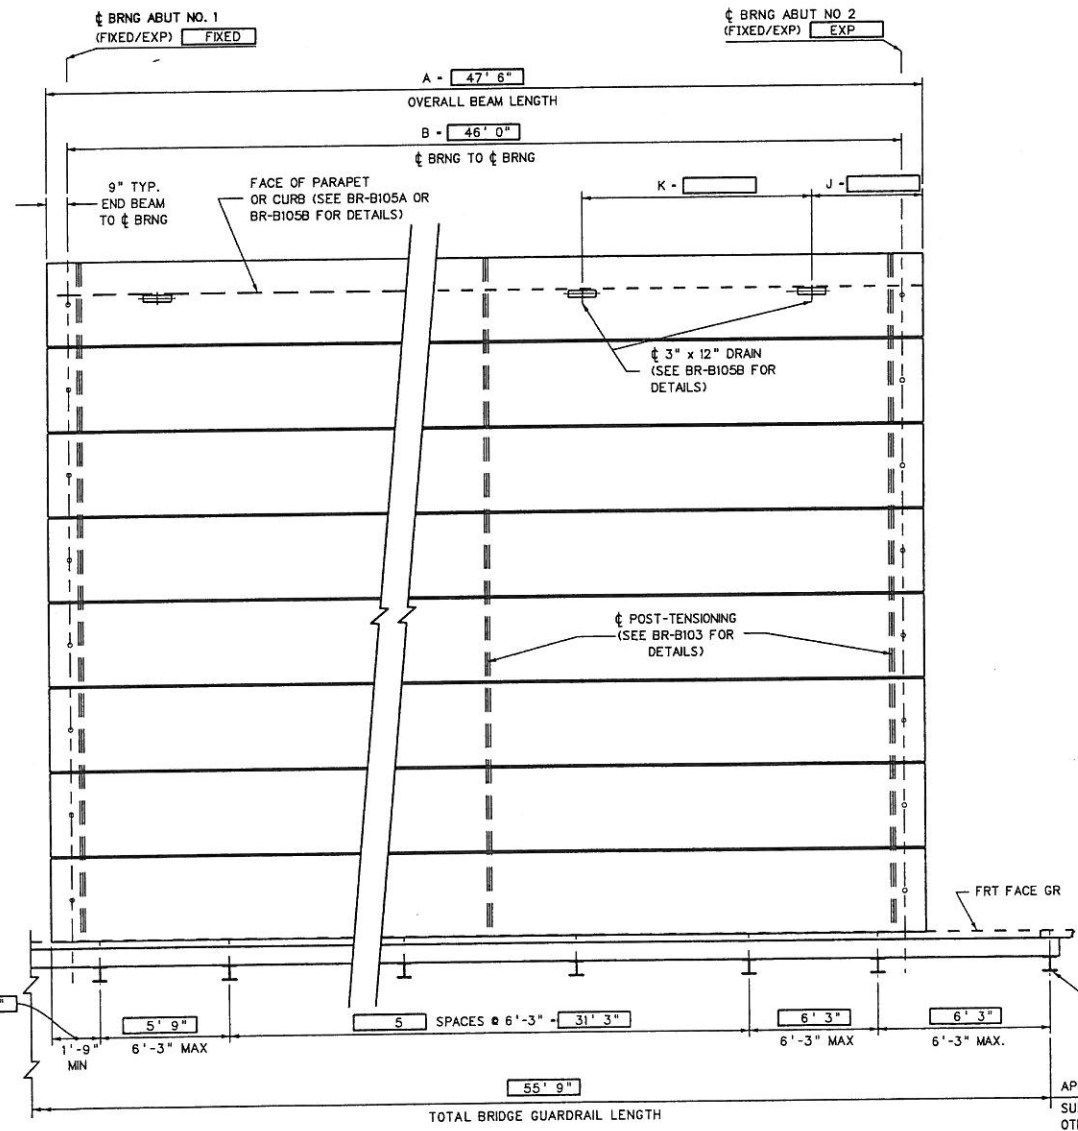 ℄ BRNG ABUT NO. 1
(FIXED/EXP) FIXED
℄ BRNG ABUT NO 2
(FIXED/EXP) EXP
A - 47' 6"
OVERALL BEAM LENGTH
B - 46' 0"
℄ BRNG TO ℄ BRNG
9" TYP.
END BEAM
TO ℄ BRNG
FACE OF PARAPET
OR CURB (SEE BR-B105A OR
BR-B105B FOR DETAILS)
K -
J -
℄ 3" x 12" DRAIN
(SEE BR-B105B FOR
DETAILS)
℄ POST-TENSIONING
(SEE BR-B103 FOR
DETAILS)
FRT FACE GR
"
1'-9"
MIN
5' 9"
6'-3" MAX
5 SPACES @ 6'-3" = 31' 3"
6' 3"
6'-3" MAX
6' 3"
6'-3" MAX.
55' 9"
TOTAL BRIDGE GUARDRAIL LENGTH
AP
SU
OT